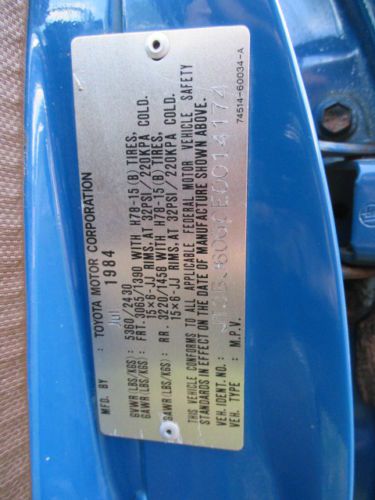 MFD. BY : TOYOTA MOTOR CORPORATION
1984
GVWR(LBS/KGS): 5360/2430
GAWR(LBS/KGS): FRT. 3065/1390 WITH H78-15(B)TIRES,
15×6-JJ RIMS, AT 32PSI/220KPA COLD.
GAWR(LBS/KGS): RR. 3220/1458 WITH H78-15(B)TIRES,
15×6-JJ RIMS, AT 32PSI/220KPA COLD.
THIS VEHICLE CONFORMS TO ALL APPLICABLE FEDERAL MOTOR VEHICLE SAFETY
STANDARDS IN EFFECT ON THE DATE OF MANUFACTURE SHOWN ABOVE.
VEH. IDENT. NO. :
VEH. TYPE : M.P.V.
74514-60034-A